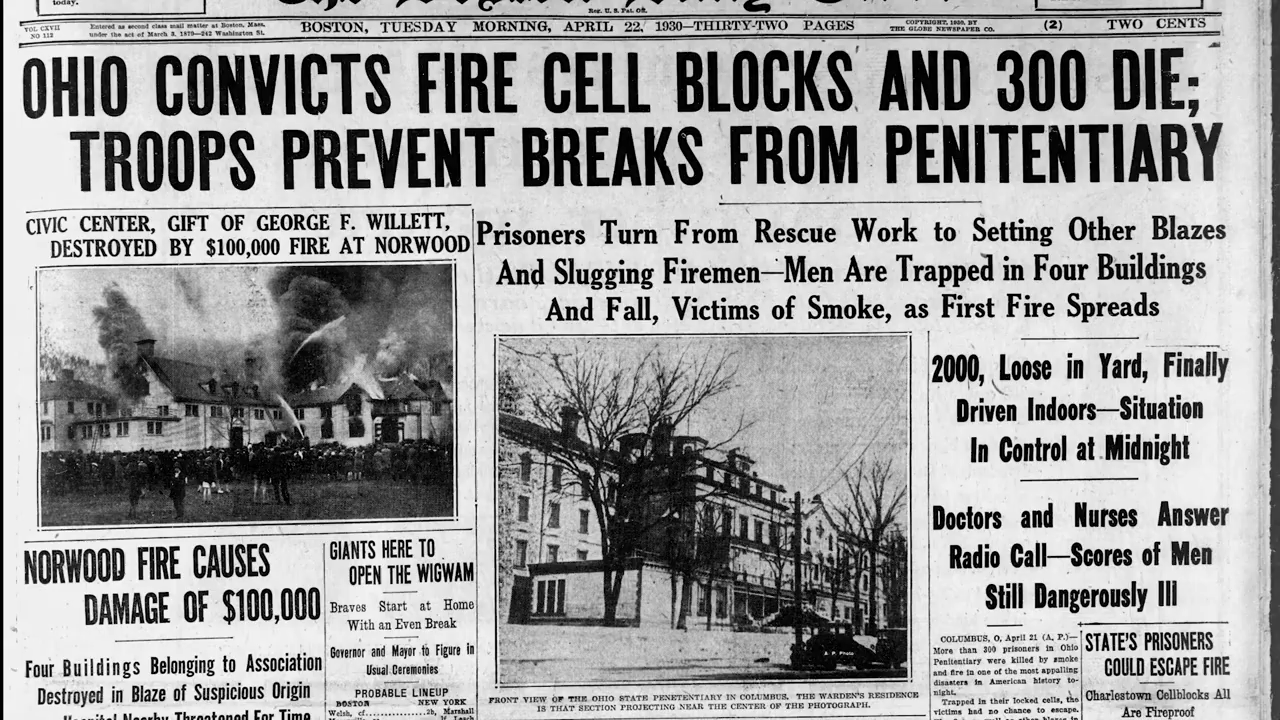 today.
Reg. U. S. Pat. Off.
VOL CXVII
NO 112
Entered as second class mail matter at Boston, Mass.
under the act of March 3, 1879—242 Washington St.
BOSTON, TUESDAY MORNING, APRIL 22, 1930—THIRTY-TWO PAGES
COPYRIGHT, 1930, BY
THE GLOBE NEWSPAPER CO.
(2)
TWO CENTS
OHIO CONVICTS FIRE CELL BLOCKS AND 300 DIE;
TROOPS PREVENT BREAKS FROM PENITENTIARY
CIVIC CENTER, GIFT OF GEORGE F. WILLETT,
DESTROYED BY $100,000 FIRE AT NORWOOD
NORWOOD FIRE CAUSES
DAMAGE OF $100,000
Four Buildings Belonging to Association
Destroyed in Blaze of Suspicious Origin
Hospital Nearby Threatened For Time
GIANTS HERE TO
OPEN THE WIGWAM
Braves Start at Home
With an Even Break
Governor and Mayor to Figure in
Usual Ceremonies
PROBABLE LINEUP
BOSTON NEW YORK
Welsh, cf 2b, Marshall
lf Leach
Prisoners Turn From Rescue Work to Setting Other Blazes
And Slugging Firemen—Men Are Trapped in Four Buildings
And Fall, Victims of Smoke, as First Fire Spreads
A. P. Photo
FRONT VIEW OF THE OHIO STATE PENETENTIARY IN COLUMBUS. THE WARDEN'S RESIDENCE
IS THAT SECTION PROJECTING NEAR THE CENTER OF THE PHOTOGRAPH.
2000, Loose in Yard, Finally
Driven Indoors—Situation
In Control at Midnight
Doctors and Nurses Answer
Radio Call—Scores of Men
Still Dangerously Ill
COLUMBUS, O, April 21 (A. P.)—
More than 300 prisoners in Ohio
Penitentiary were killed by smoke
and fire in one of the most appalling
disasters in American history to-
night.
Trapped in their locked cells, the
victims had no chance to escape.
STATE'S PRISONERS
COULD ESCAPE FIRE
Charlestown Cellblocks All
Are Fireproof